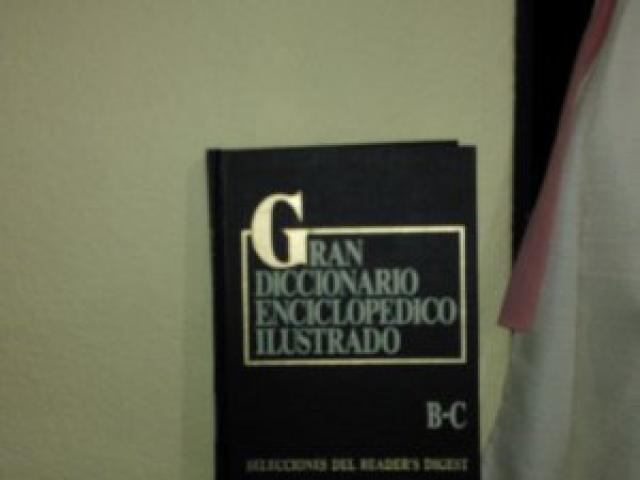 GRAN
DICCIONARIO
ENCICLOPEDICO
ILUSTRADO
B-C
SELECCIONES DEL READER'S DIGEST